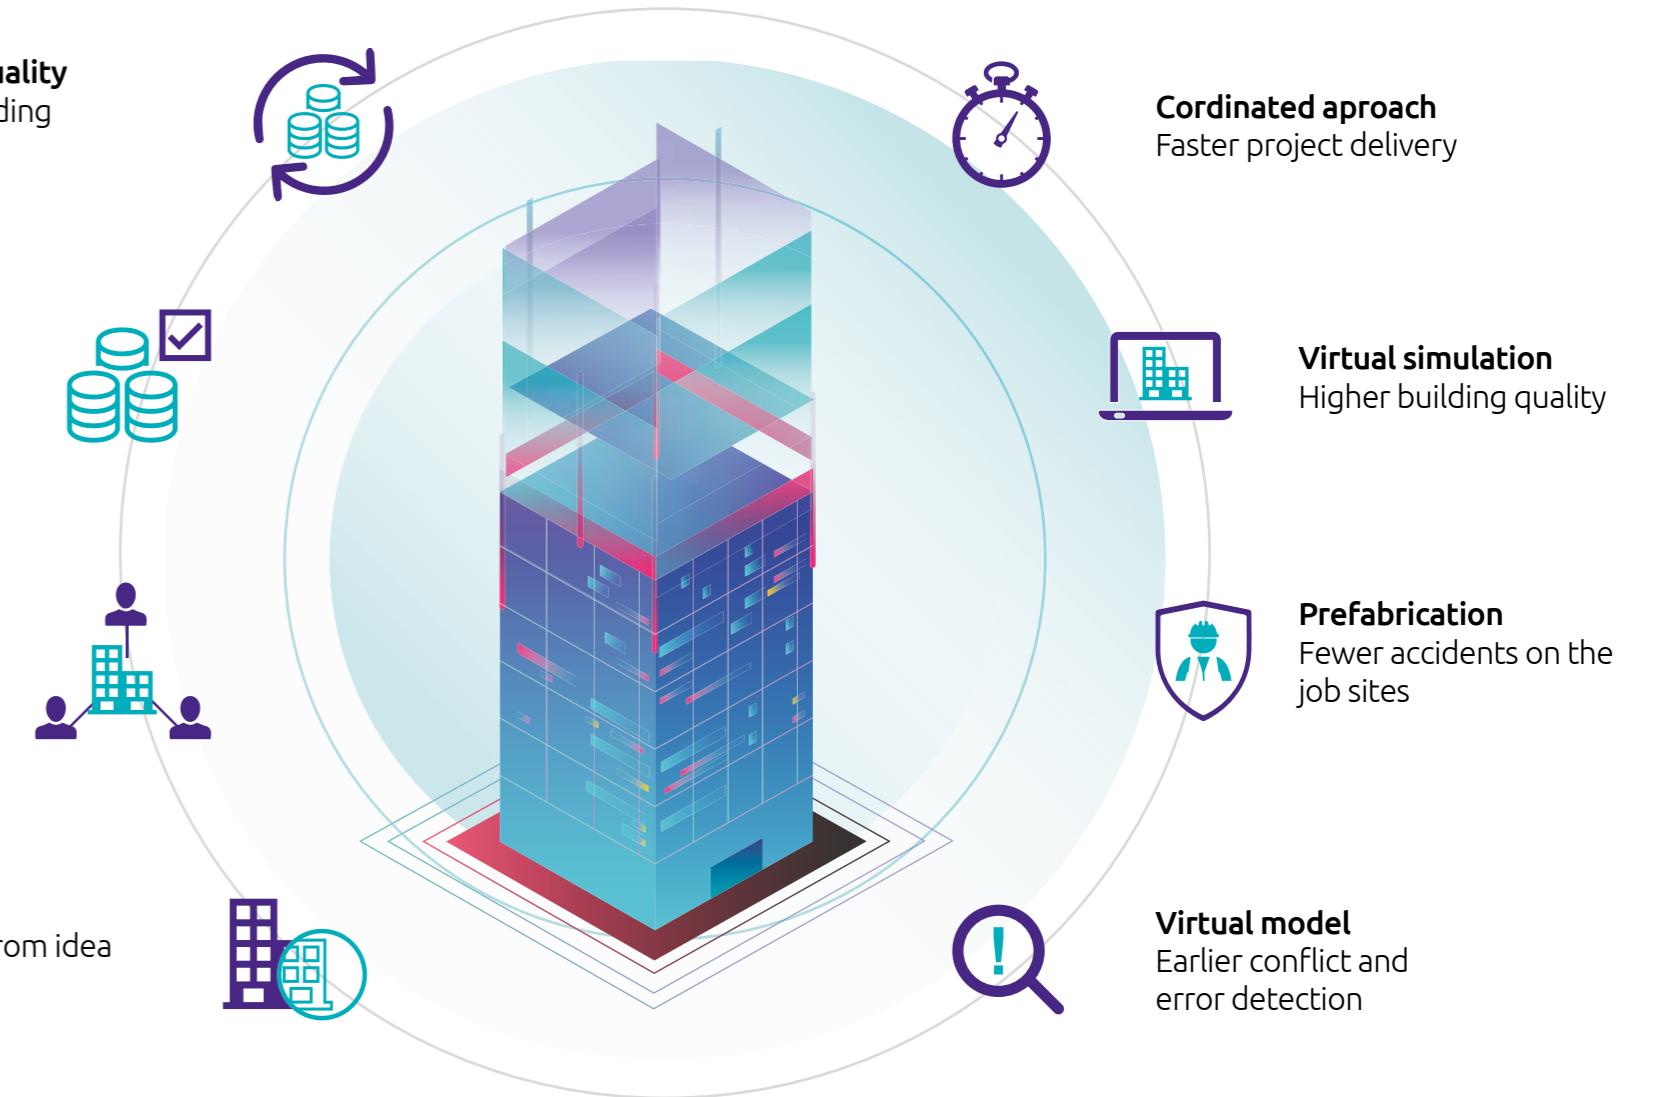 uality
ding
Cordinated aproach
Faster project delivery
Virtual simulation
Higher building quality
Prefabrication
Fewer accidents on the
job sites
rom idea
Virtual model
Earlier conflict and
error detection